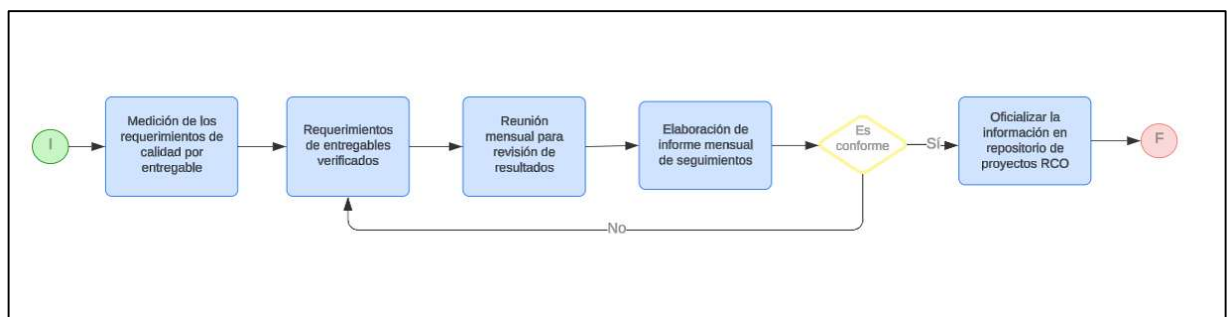 I
Medición de los
requerimientos de
calidad por
entregable
Requerimientos
de entregables
verificados
Reunión
mensual para
revisión de
resultados
Elaboración de
informe mensual
de seguimientos
Es
conforme
Sí
Oficializar la
información en
repositorio de
proyectos RCO
F
No